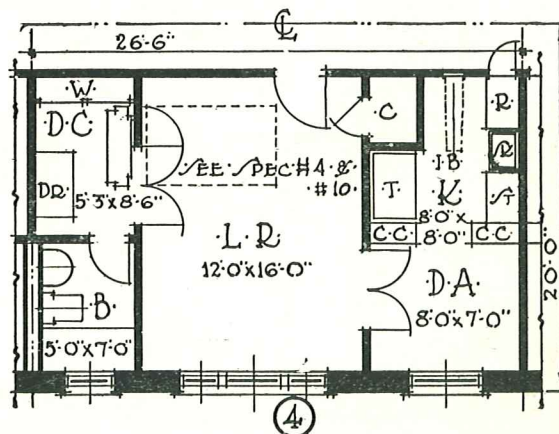 ℄
26'-6"
W
D C
C
R
R
DR
5'3"x8'-6"
SEE SPEC #4 &
#10
I B
T
K
ST
8'-0"x
8'-0"
C C
C C
L R
12'-0"x16'-0"
B
D A
8'-0"x7'-0"
5'-0"x7'-0"
20'-0"
4